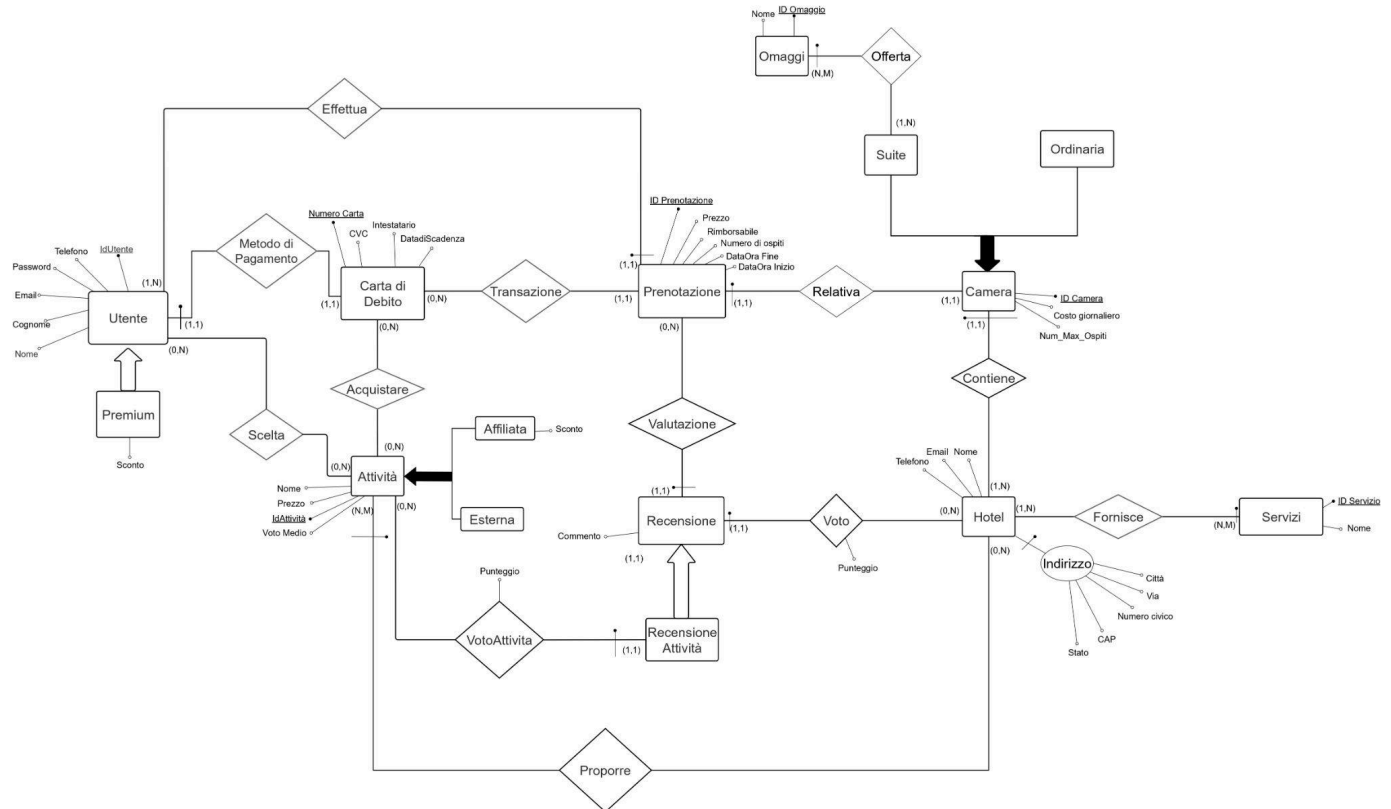 Nome
ID Omaggio
Omaggi
(N,M)
Offerta
(1,N)
Suite
Ordinaria
Effettua
ID Prenotazione
Prezzo
Rimborsabile
Numero di ospiti
DataOra Fine
DataOra Inizio
(1,1)
Prenotazione
(1,1)
(1,1)
(0,N)
Numero Carta
CVC
Intestatario
DatadiScadenza
Carta di
Debito
(1,1)
(0,N)
(0,N)
Metodo di
Pagamento
Transazione
Relativa
Telefono
IdUtente
Password
Email
Cognome
Nome
Utente
(1,N)
(1,1)
(0,N)
Camera
(1,1)
(1,1)
ID Camera
Costo giornaliero
Num_Max_Ospiti
Premium
Sconto
Scelta
Acquistare
Valutazione
Contiene
(0,N)
(0,N)
Attività
(0,N)
(N,M)
Nome
Prezzo
IdAttività
Voto Medio
Affiliata
Sconto
Esterna
(1,1)
Recensione
(1,1)
(1,1)
Commento
Voto
Punteggio
Telefono
Email
Nome
(1,N)
Hotel
(0,N)
(1,N)
(0,N)
Fornisce
(N,M)
Servizi
ID Servizio
Nome
Indirizzo
Città
Via
Numero civico
CAP
Stato
Punteggio
VotoAttivita
(1,1)
Recensione
Attività
Proporre